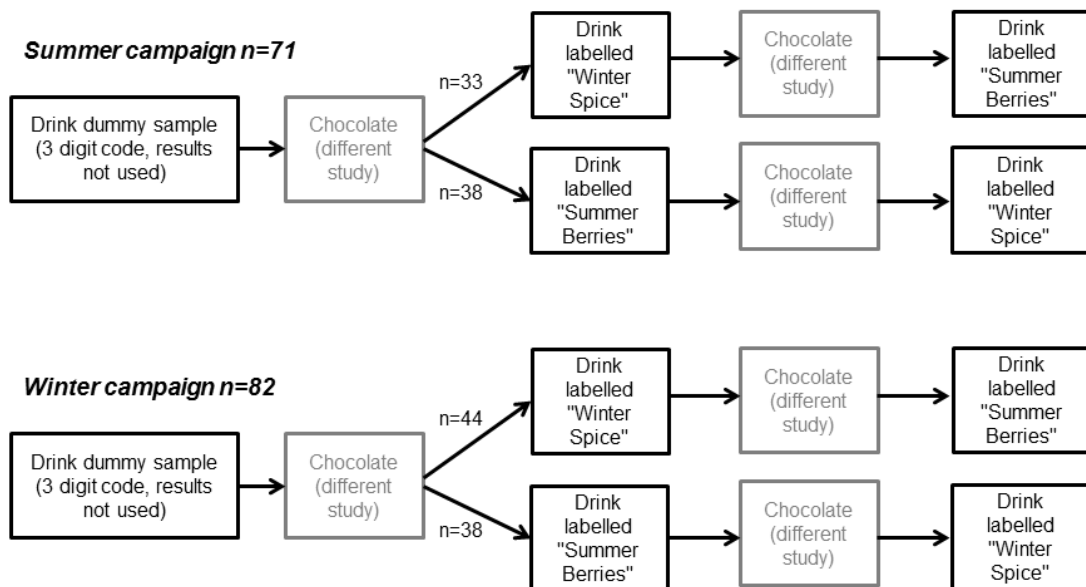 Summer campaign n=71
Drink dummy sample
(3 digit code, results
not used)
Chocolate
(different
study)
n=33
n=38
Drink
labelled
"Winter
Spice"
Chocolate
(different
study)
Drink
labelled
"Summer
Berries"
Drink
labelled
"Summer
Berries"
Chocolate
(different
study)
Drink
labelled
"Winter
Spice"
Winter campaign n=82
Drink dummy sample
(3 digit code, results
not used)
Chocolate
(different
study)
n=44
n=38
Drink
labelled
"Winter
Spice"
Chocolate
(different
study)
Drink
labelled
"Summer
Berries"
Drink
labelled
"Summer
Berries"
Chocolate
(different
study)
Drink
labelled
"Winter
Spice"